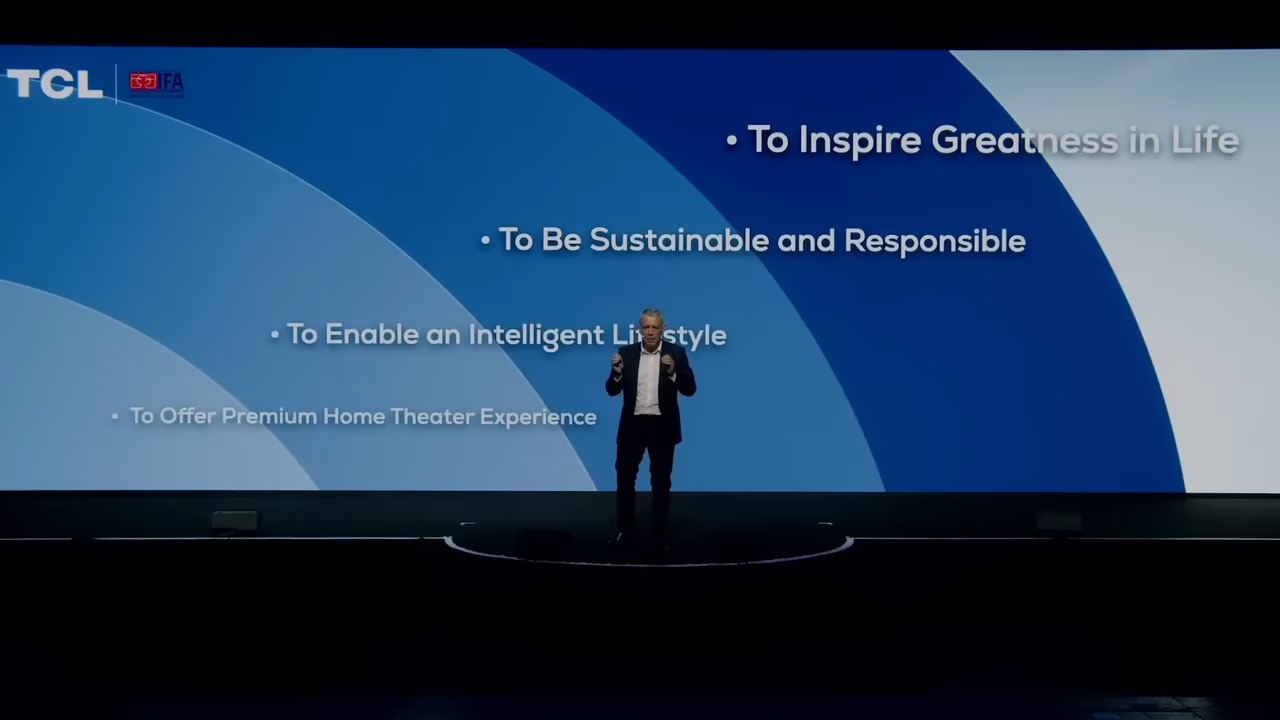 TCL
IFA
• To Inspire Greatness in Life
• To Be Sustainable and Responsible
• To Enable an Intelligent Lifestyle
• To Offer Premium Home Theater Experience